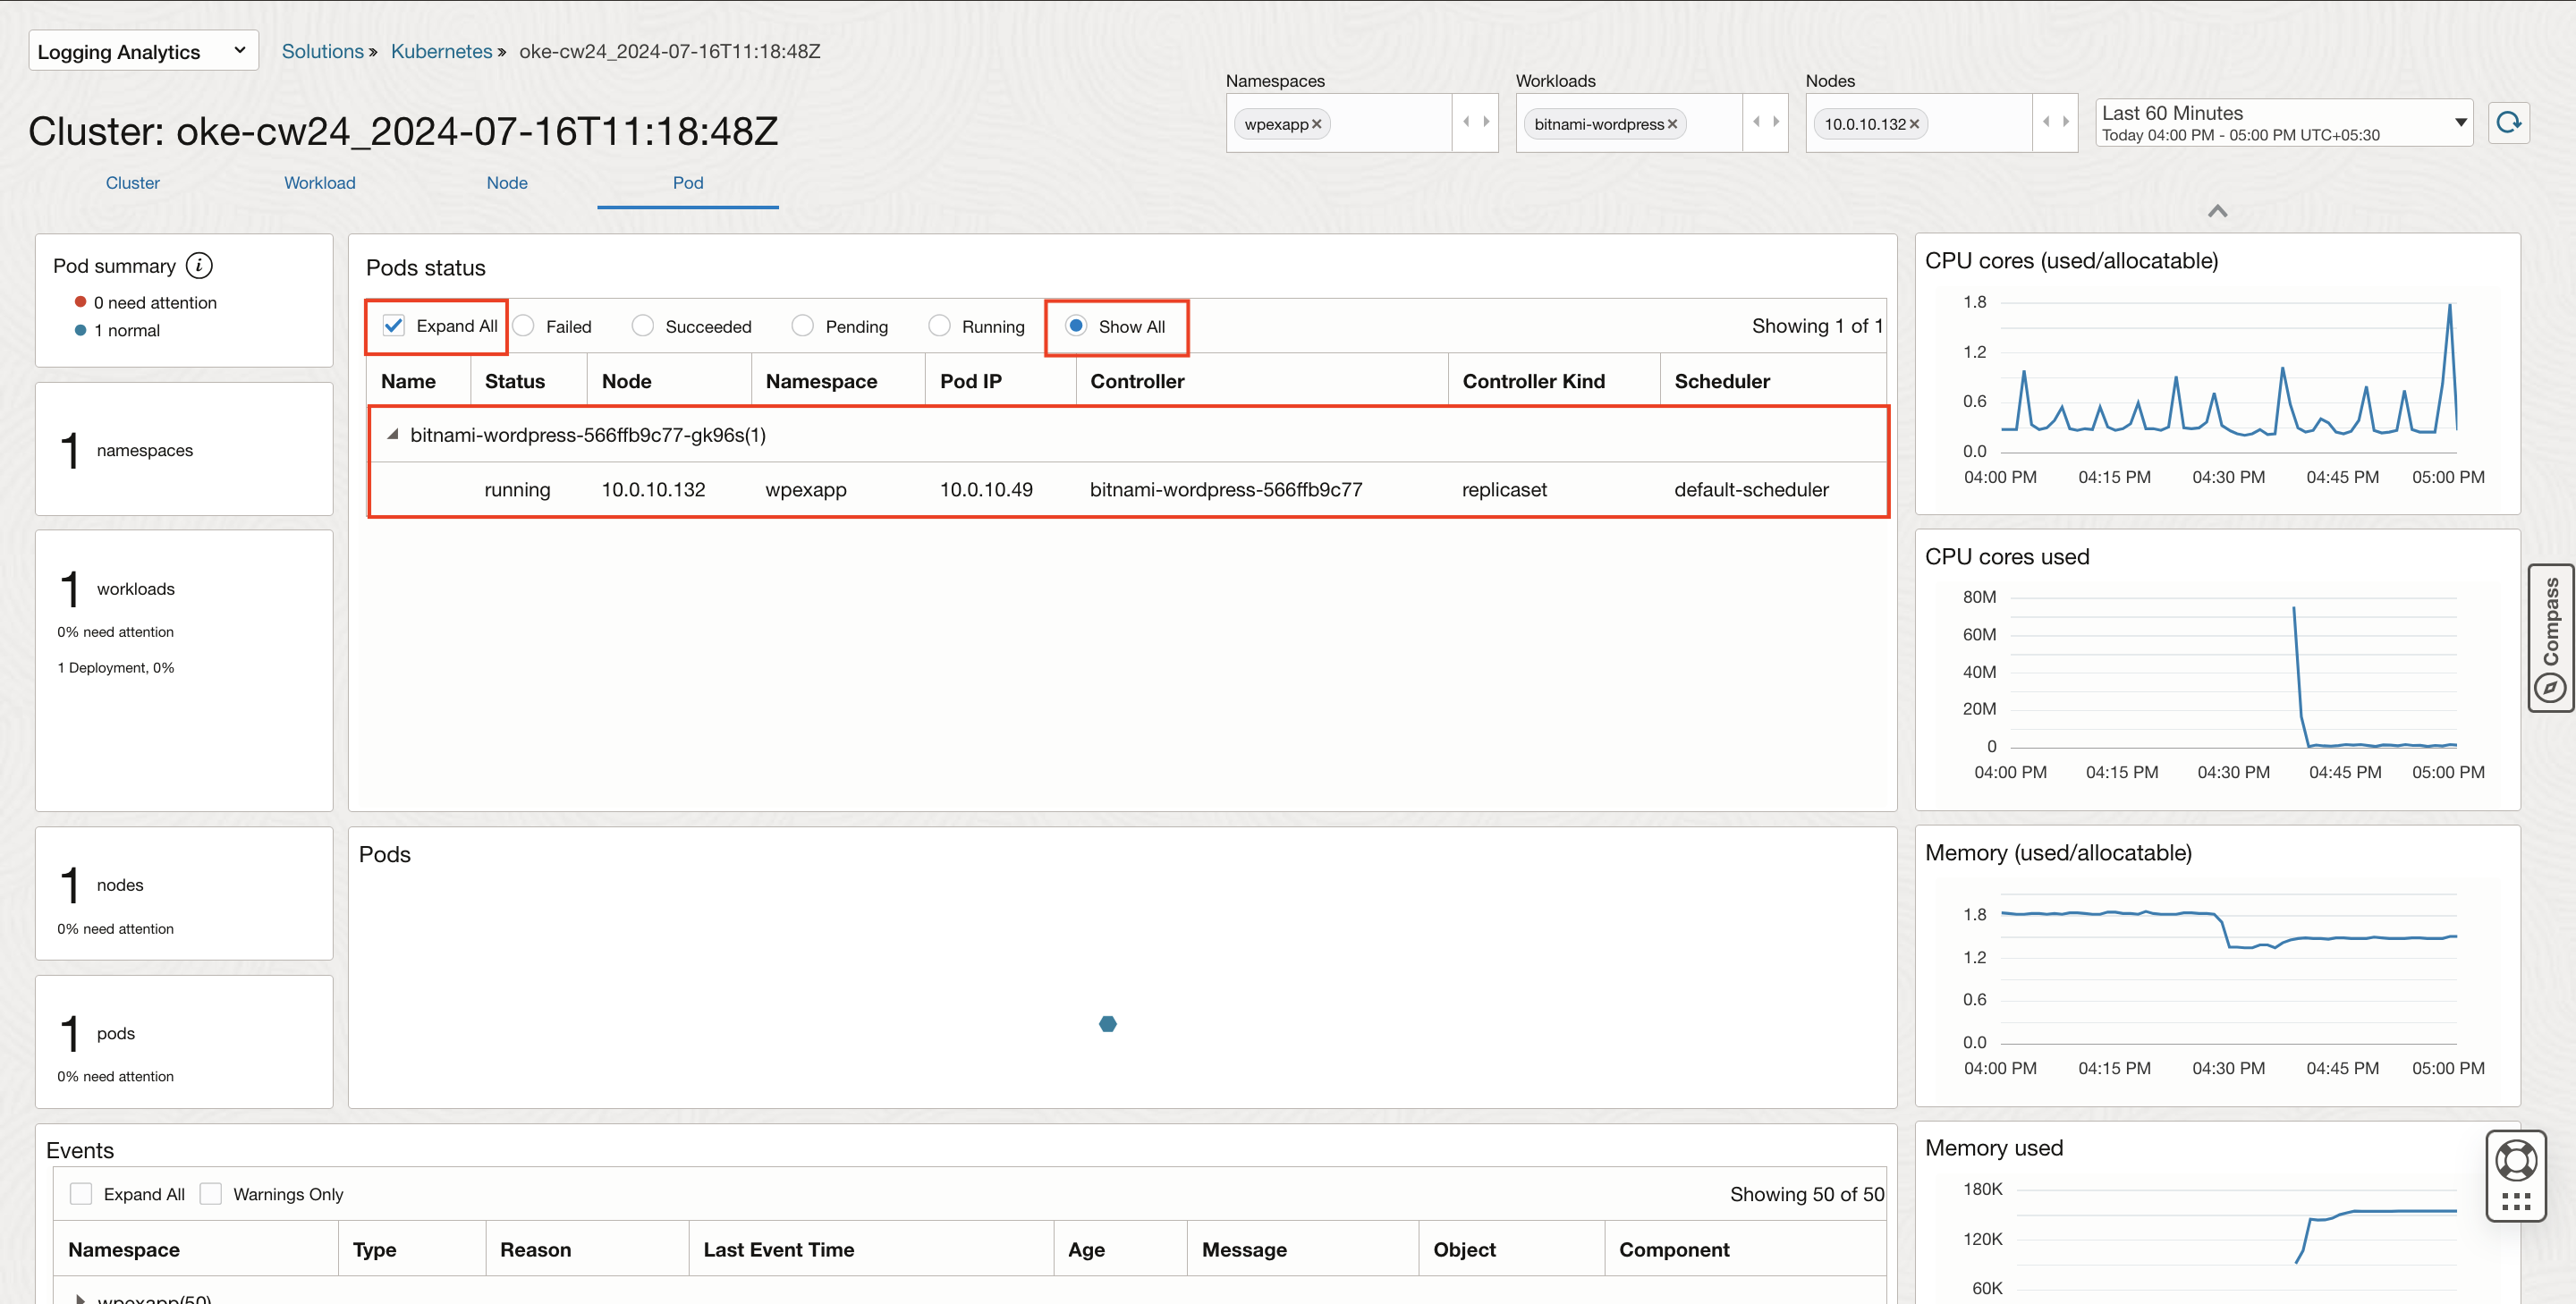 Logging Analytics
Solutions » Kubernetes » oke-cw24_2024-07-16T11:18:48Z
Namespaces
wpexapp×
Workloads
bitnami-wordpress×
Nodes
10.0.10.132×
Last 60 Minutes
Today 04:00 PM - 05:00 PM UTC+05:30
Cluster: oke-cw24_2024-07-16T11:18:48Z
Cluster Workload Node Pod
Pod summary i
0 need attention
1 normal
1 namespaces
1 workloads
0% need attention
1 Deployment, 0%
1 nodes
0% need attention
1 pods
0% need attention
Pods status
Expand All Failed Succeeded Pending Running Show All Showing 1 of 1
Name Status Node Namespace Pod IP Controller Controller Kind Scheduler
bitnami-wordpress-566ffb9c77-gk96s(1)
running 10.0.10.132 wpexapp 10.0.10.49 bitnami-wordpress-566ffb9c77 replicaset default-scheduler
Pods
Events
Expand All Warnings Only Showing 50 of 50
Namespace Type Reason Last Event Time Age Message Object Component
wpexapp(50)
CPU cores (used/allocatable)
1.8
1.2
0.6
0.0
04:00 PM 04:15 PM 04:30 PM 04:45 PM 05:00 PM
CPU cores used
80M
60M
40M
20M
0
04:00 PM 04:15 PM 04:30 PM 04:45 PM 05:00 PM
Memory (used/allocatable)
1.8
1.2
0.6
0.0
04:00 PM 04:15 PM 04:30 PM 04:45 PM 05:00 PM
Memory used
180K
120K
60K
Compass